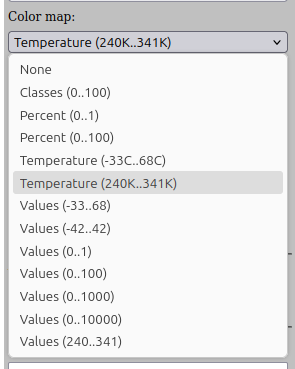 Color map:
Temperature (240K..341K)
None
Classes (0..100)
Percent (0..1)
Percent (0..100)
Temperature (-33C..68C)
Temperature (240K..341K)
Values (-33..68)
Values (-42..42)
Values (0..1)
Values (0..100)
Values (0..1000)
Values (0..10000)
Values (240..341)